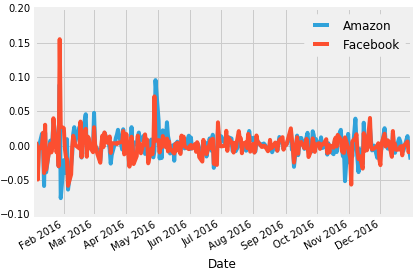 0.20
0.15
0.10
0.05
0.00
−0.05
−0.10
Amazon
Facebook
Feb 2016
Mar 2016
Apr 2016
May 2016
Jun 2016
Jul 2016
Aug 2016
Sep 2016
Oct 2016
Nov 2016
Dec 2016
Date